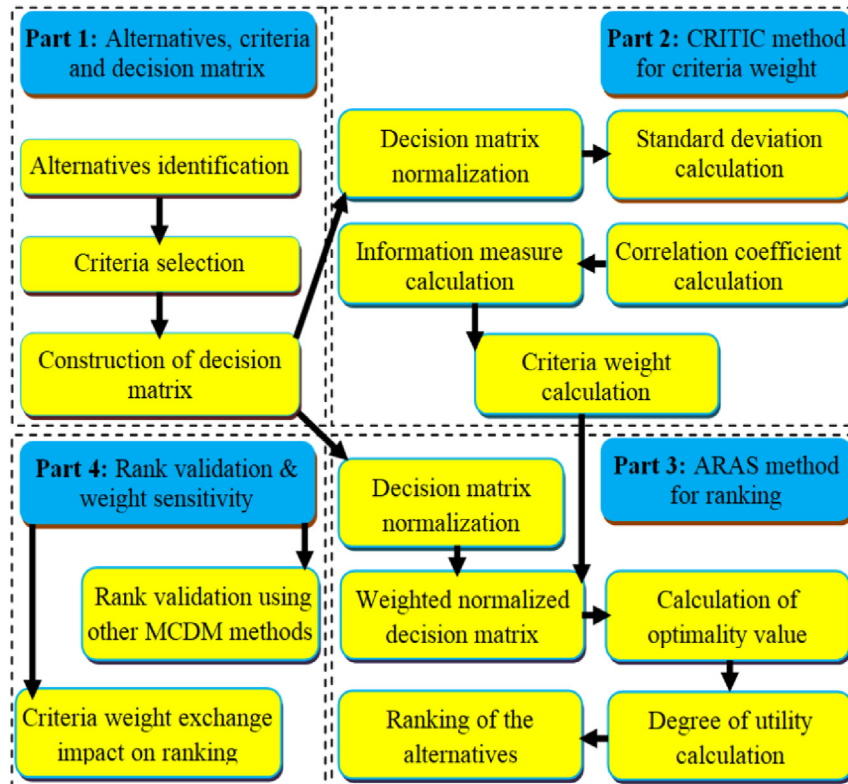 Part 1: Alternatives, criteria
and decision matrix
Alternatives identification
Criteria selection
Construction of decision
matrix
Part 2: CRITIC method
for criteria weight
Decision matrix
normalization
Standard deviation
calculation
Information measure
calculation
Correlation coefficient
calculation
Criteria weight
calculation
Part 4: Rank validation &
weight sensitivity
Rank validation using
other MCDM methods
Criteria weight exchange
impact on ranking
Part 3: ARAS method
for ranking
Decision matrix
normalization
Weighted normalized
decision matrix
Calculation of
optimality value
Ranking of the
alternatives
Degree of utility
calculation